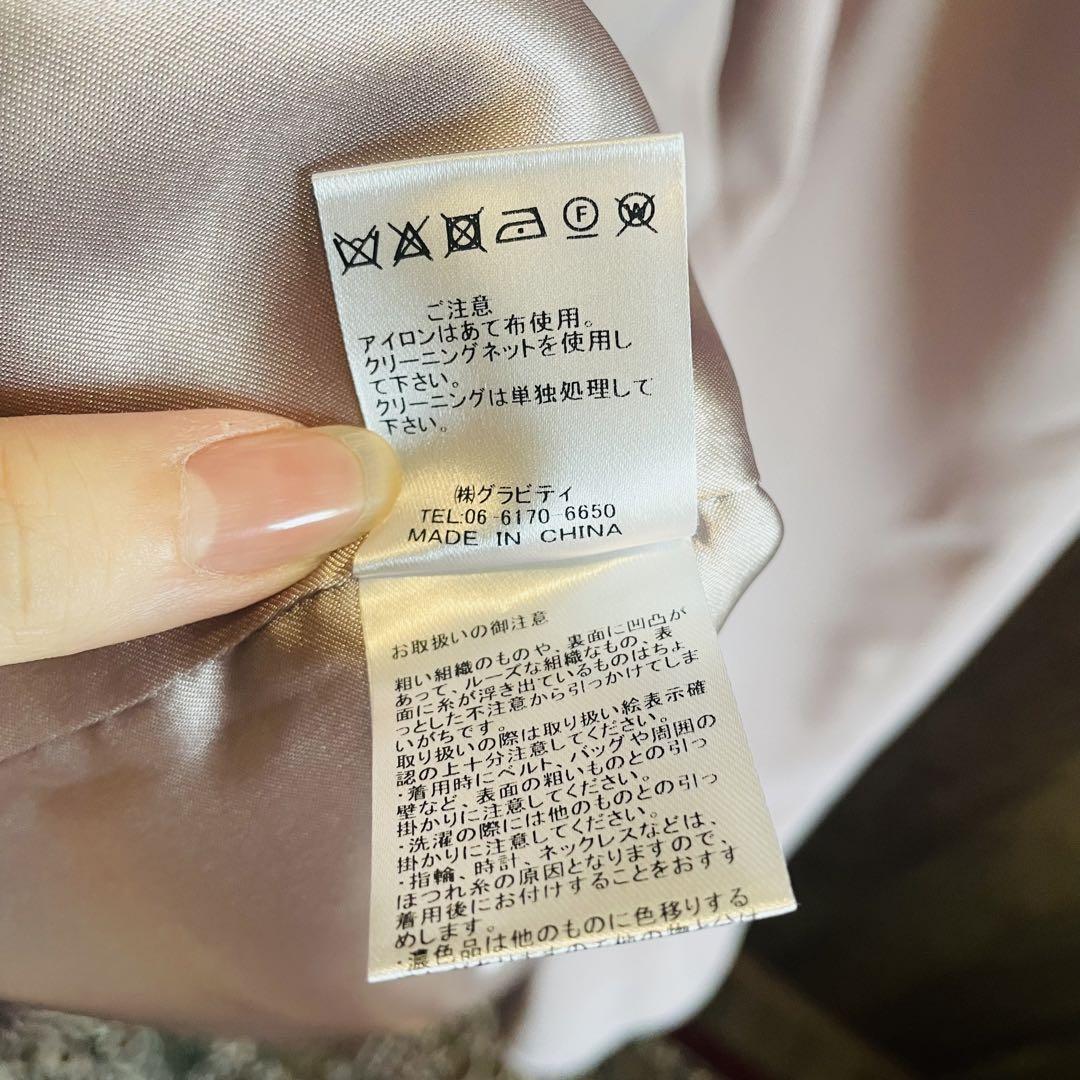 F W
ご注意
アイロンはあて布使用。
クリーニングネットを使用し
て下さい。
クリーニングは単独処理して
下さい。
㈱グラビティ
TEL:06-6170-6650
MADE IN CHINA
お取扱いの御注意
粗い組織のものや、裏面に凹凸が
あって、ルーズな組織なもの、表
面に糸が浮き出ているものはちょ
っとした不注意から引っかけてしま
いがちです。
取り扱いの際は取り扱い絵表示確
認の上十分注意してください。
・着用時にベルト、バッグや周囲の
壁など、表面の粗いものとの引っ
掛かりに注意してください。
・洗濯の際には他のものとの引っ
掛かりに注意してください。
・指輪、時計、ネックレスなどは、
ほつれ糸の原因となりますので、
着用後にお付けすることをおすす
めします。
・濃色品は他のものに色移りする